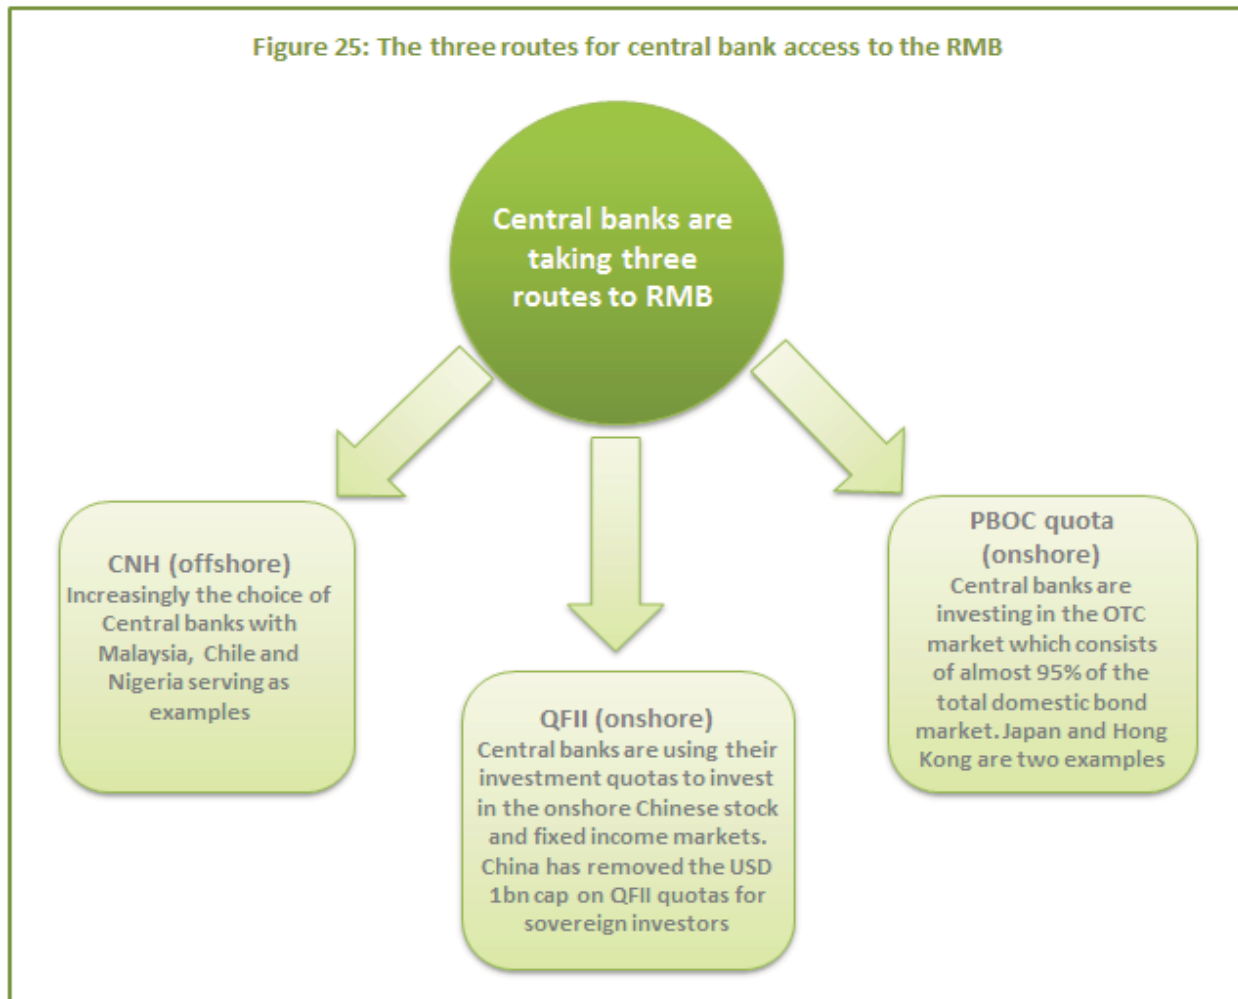 Figure 25: The three routes for central bank access to the RMB
Central banks are
taking three
routes to RMB
CNH (offshore)
Increasingly the choice of
Central banks with
Malaysia, Chile and
Nigeria serving as
examples
QFII (onshore)
Central banks are using their
investment quotas to invest
in the onshore Chinese stock
and fixed income markets.
China has removed the USD
1bn cap on QFII quotas for
sovereign investors
PBOC quota
(onshore)
Central banks are
investing in the OTC
market which consists
of almost 95% of the
total domestic bond
market. Japan and Hong
Kong are two examples